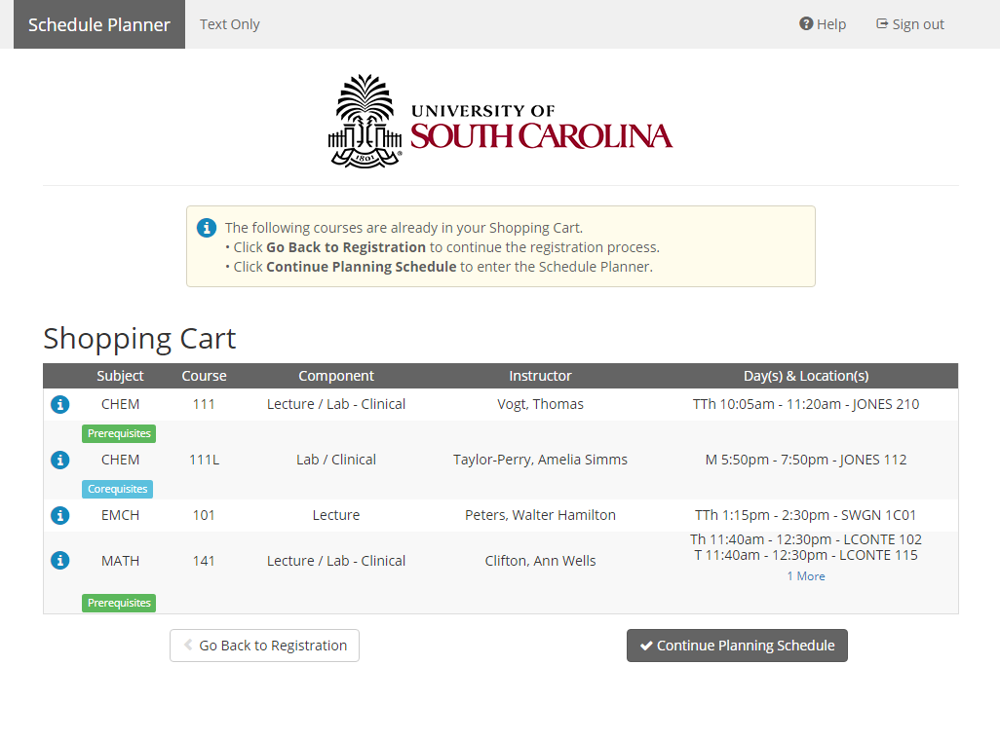 Schedule Planner Text Only Help Sign out
UNIVERSITY OF
SOUTH CAROLINA
1801
®
The following courses are already in your Shopping Cart.
• Click Go Back to Registration to continue the registration process.
• Click Continue Planning Schedule to enter the Schedule Planner.
Shopping Cart
Subject Course Component Instructor Day(s) & Location(s)
CHEM 111 Lecture / Lab - Clinical Vogt, Thomas TTh 10:05am - 11:20am - JONES 210
Prerequisites
CHEM 111L Lab / Clinical Taylor-Perry, Amelia Simms M 5:50pm - 7:50pm - JONES 112
Corequisites
EMCH 101 Lecture Peters, Walter Hamilton TTh 1:15pm - 2:30pm - SWGN 1C01
Th 11:40am - 12:30pm - LCONTE 102
T 11:40am - 12:30pm - LCONTE 115
MATH 141 Lecture / Lab - Clinical Clifton, Ann Wells
1 More
Prerequisites
Go Back to Registration Continue Planning Schedule